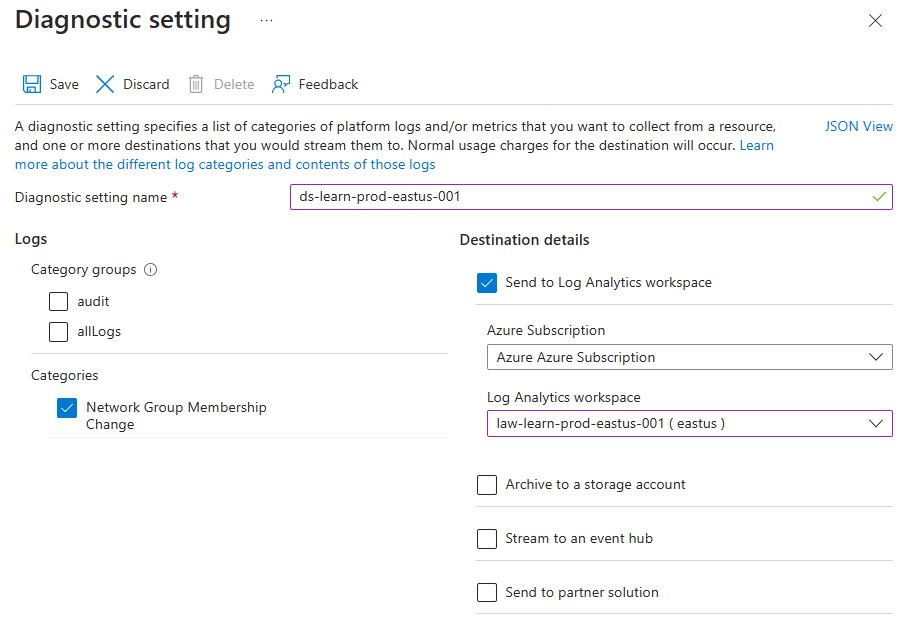 Diagnostic setting ...
Save Discard Delete Feedback
A diagnostic setting specifies a list of categories of platform logs and/or metrics that you want to collect from a resource,
and one or more destinations that you would stream them to. Normal usage charges for the destination will occur. Learn
more about the different log categories and contents of those logs
JSON View
Diagnostic setting name *
ds-learn-prod-eastus-001
Logs
Category groups
audit
allLogs
Categories
Network Group Membership
Change
Destination details
Send to Log Analytics workspace
Azure Subscription
Azure Azure Subscription
Log Analytics workspace
law-learn-prod-eastus-001 ( eastus )
Archive to a storage account
Stream to an event hub
Send to partner solution